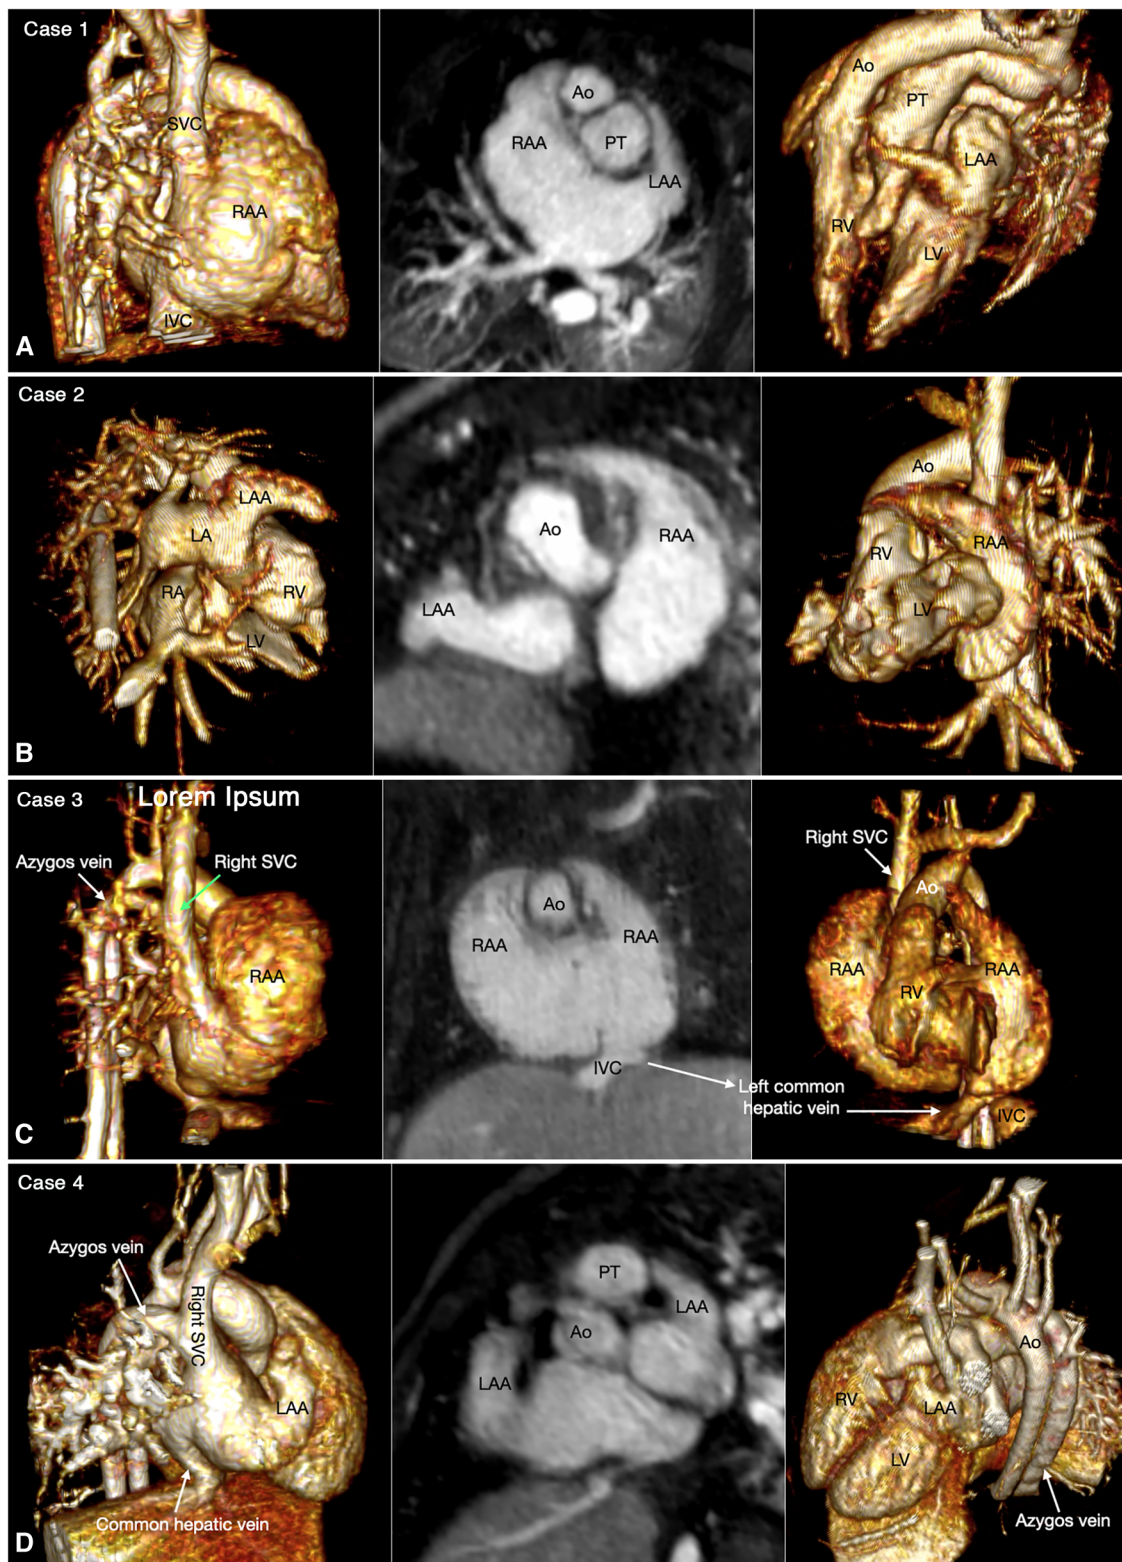 Case 1
SVC
RAA
IVC
A
Ao
RAA
PT
LAA
Ao
PT
LAA
RV
LV
Case 2
LAA
LA
RA
RV
LV
B
Ao
RAA
LAA
Ao
RV
RAA
LV
Case 3
Lorem Ipsum
Azygos vein
Right SVC
RAA
C
Ao
RAA
RAA
IVC
Left common
hepatic vein
Right SVC
Ao
RAA
RAA
RV
IVC
Case 4
Azygos vein
Right SVC
LAA
Common hepatic vein
D
PT
LAA
Ao
LAA
Ao
RV
LAA
LV
Azygos vein